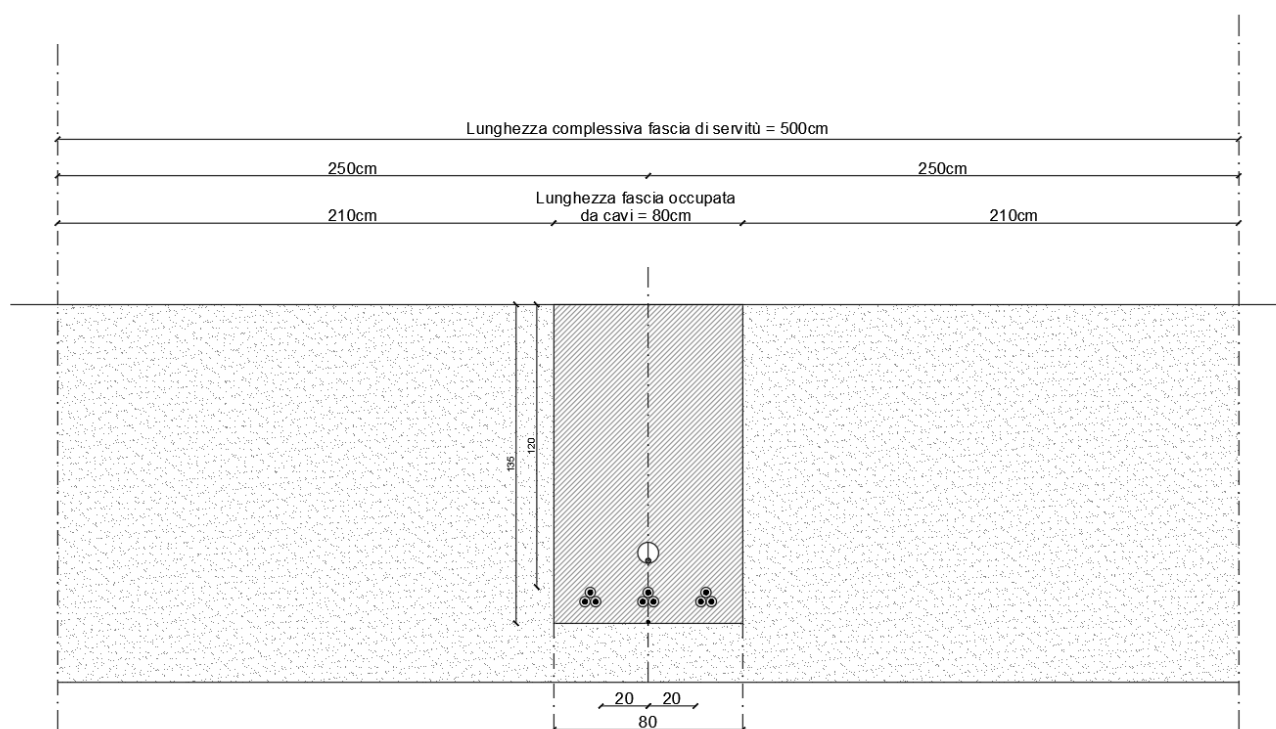 Lunghezza complessiva fascia di servitù = 500cm
250cm
250cm
Lunghezza fascia occupata
da cavi = 80cm
210cm
210cm
135
120
20
20
80